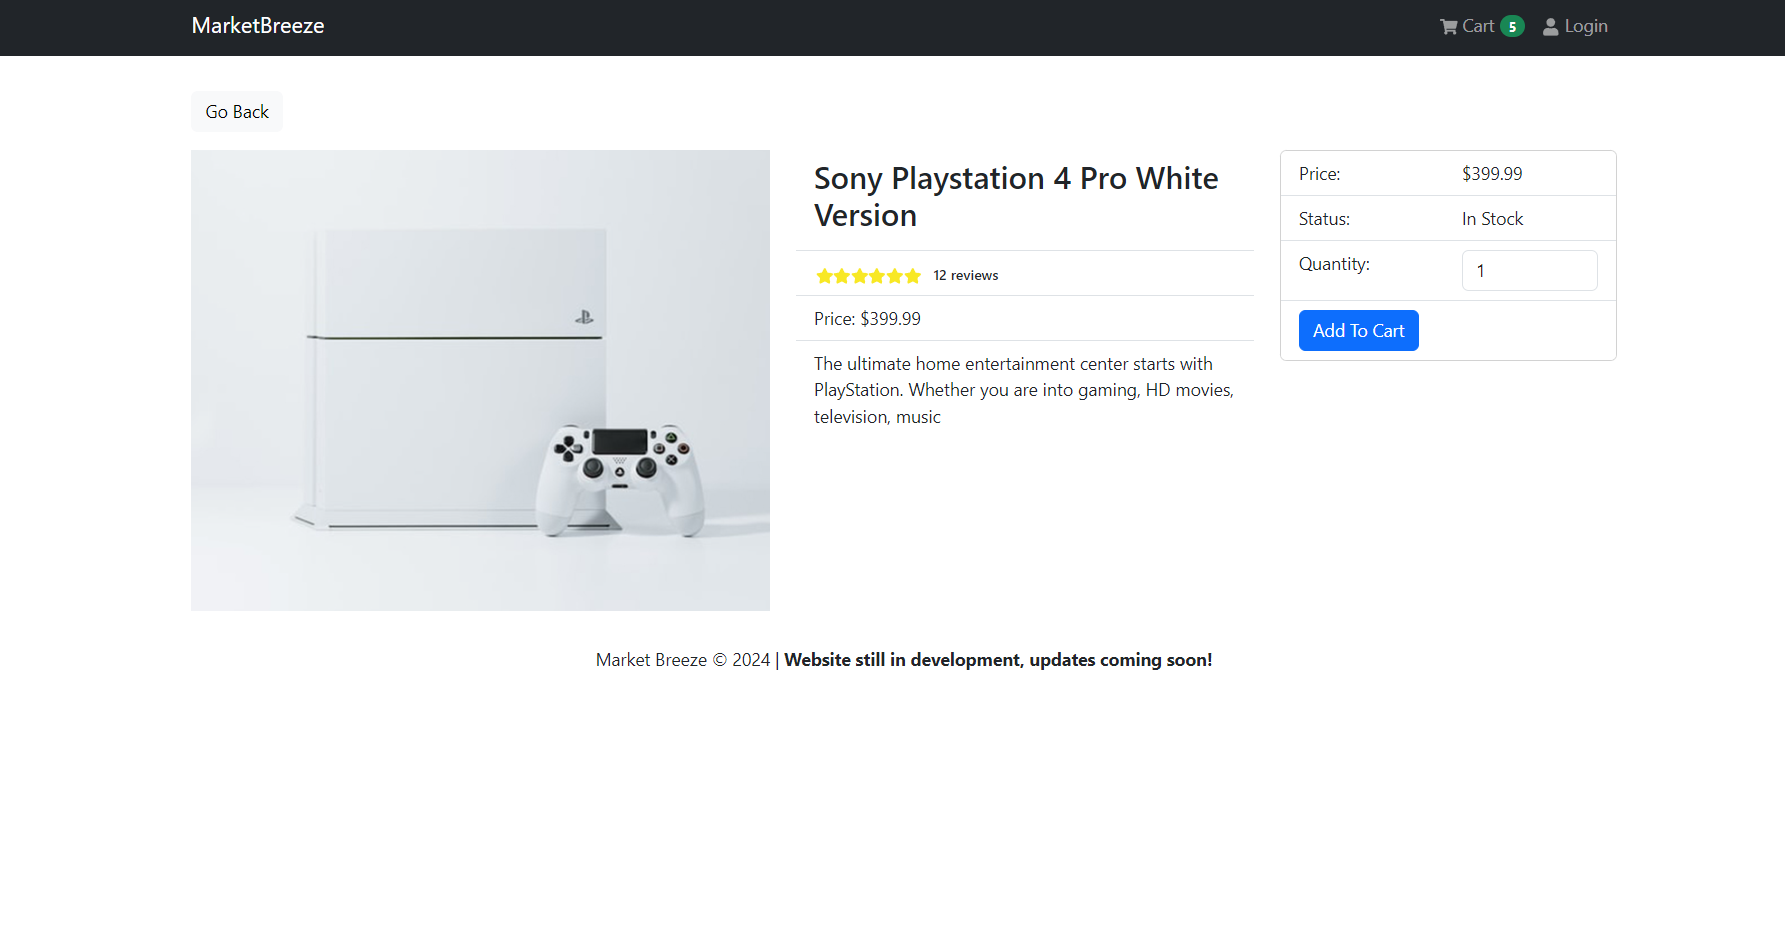 MarketBreeze
Cart 5
Login
Go Back
Sony Playstation 4 Pro White
Version
12 reviews
Price: $399.99
The ultimate home entertainment center starts with
PlayStation. Whether you are into gaming, HD movies,
television, music
Price: $399.99
Status: In Stock
Quantity: 1
Add To Cart
Market Breeze © 2024 | Website still in development, updates coming soon!